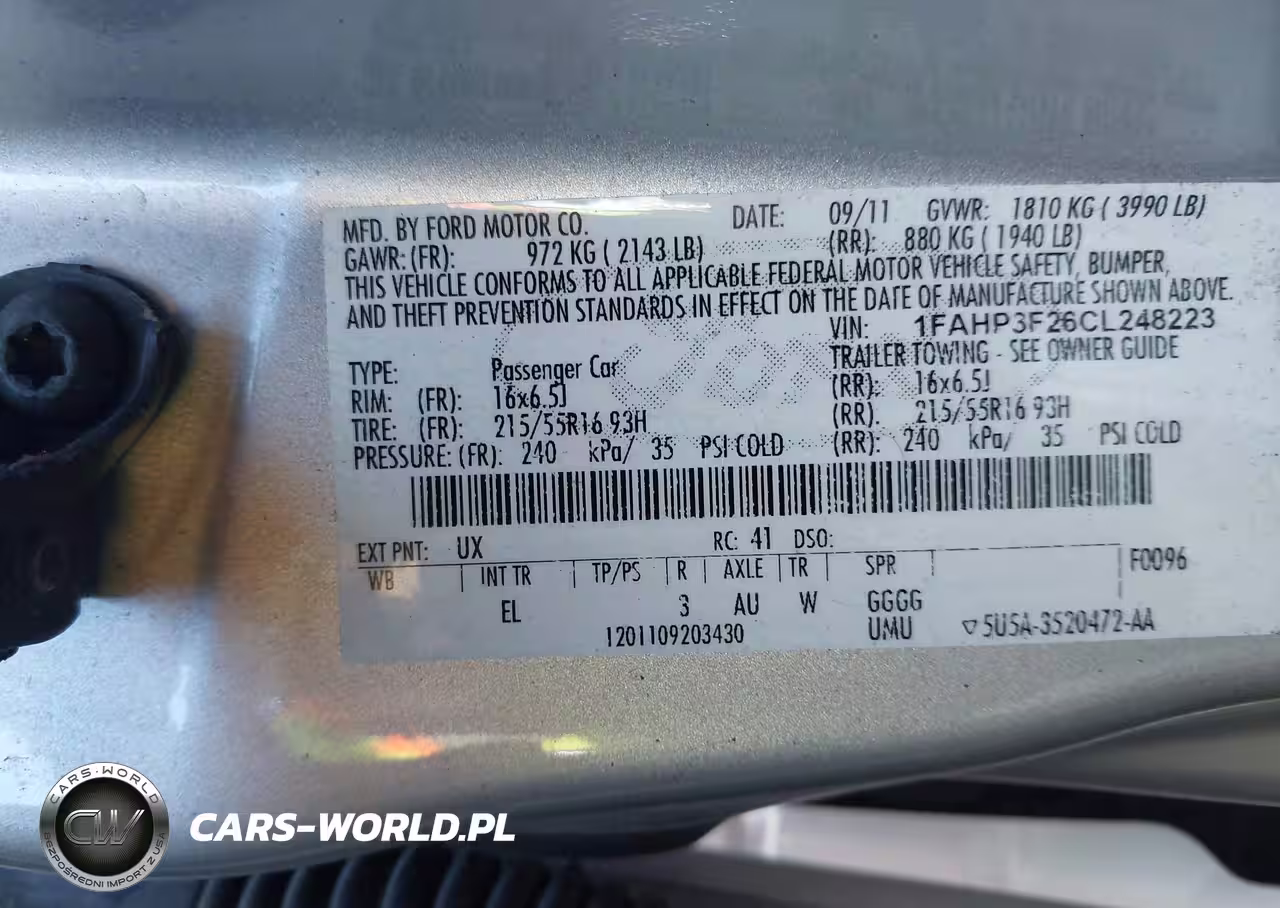 MFD. BY FORD MOTOR CO. DATE: 09/11 GVWR: 1810 KG ( 3990 LB)
GAWR: (FR): 972 KG ( 2143 LB) (RR): 880 KG ( 1940 LB)
THIS VEHICLE CONFORMS TO ALL APPLICABLE FEDERAL MOTOR VEHICLE SAFETY, BUMPER,
AND THEFT PREVENTION STANDARDS IN EFFECT ON THE DATE OF MANUFACTURE SHOWN ABOVE.
VIN: 1FAHP3F26CL248223
TYPE: Passenger Car TRAILER TOWING - SEE OWNER GUIDE
RIM: (FR): 16x6.5J (RR): 16x6.5J
TIRE: (FR): 215/55R16 93H (RR). 215/55R16 93H
PRESSURE: (FR): 240 kPa/ 35 PSI COLD (RR): 240 kPa/ 35 PSI COLD
EXT PNT: UX RC: 41 DSO:
WB INT TR TP/PS R AXLE TR SPR F0096
EL 3 AU W GGGG
1201109203430 UMU ▽5U5A-3520472-AA
CARS-WORLD
CW
BEZPOŚREDNI IMPORT Z USA
CARS-WORLD.PL